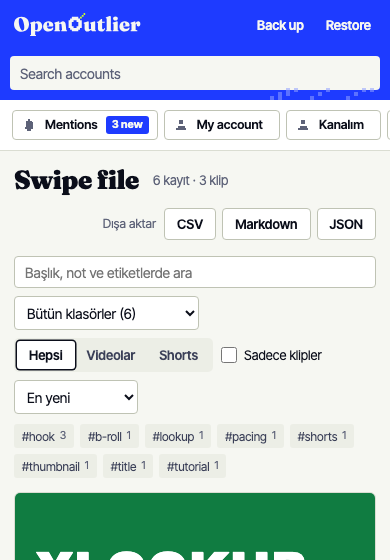 OpenOutlier Back up Restore
Search accounts
Mentions 3 new My account Kanalım
Swipe file 6 kayıt · 3 klip
Dışa aktar CSV Markdown JSON
Başlık, not ve etiketlerde ara
Bütün klasörler (6)
Hepsi Videolar Shorts Sadece klipler
En yeni
#hook 3 #b-roll 1 #lookup 1 #pacing 1 #shorts 1
#thumbnail 1 #title 1 #tutorial 1
XLOOKUP